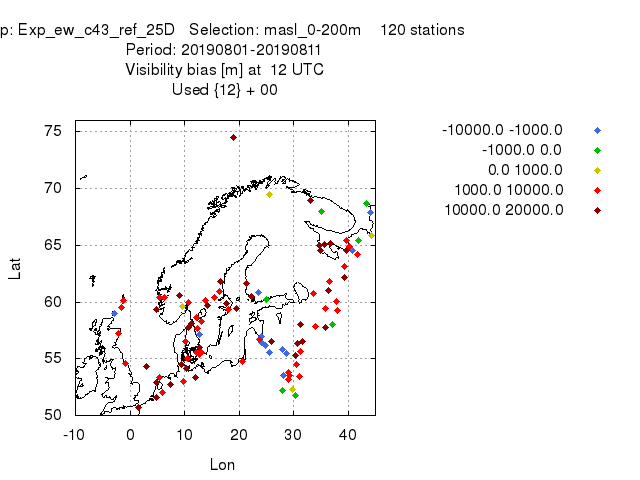 p: Exp_ew_c43_ref_25D Selection: masl_0-200m 120 stations
Period: 20190801-20190811
Visibility bias [m] at 12 UTC
Used {12} + 00
-10000.0 -1000.0
-1000.0 0.0
0.0 1000.0
1000.0 10000.0
10000.0 20000.0
75
70
65
60
55
50
Lat
-10 0 10 20 30 40
Lon